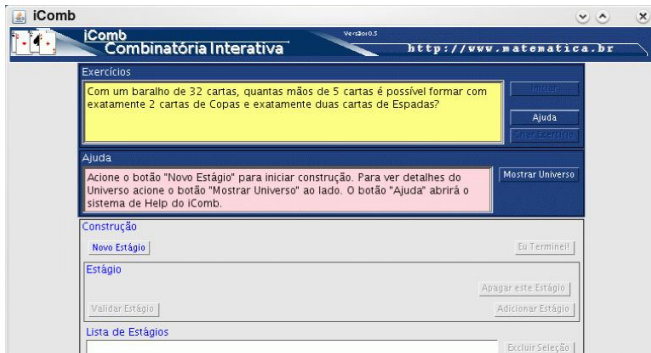 iComb
iComb
Combinatória Interativa
Versão 0.5
http://www.matematica.br
Exercícios
Com um baralho de 32 cartas, quantas mãos de 5 cartas é possível formar com
exatamente 2 cartas de Copas e exatamente duas cartas de Espadas?
Ajuda
Ajuda
Acione o botão "Novo Estágio" para iniciar construção. Para ver detalhes do
Universo acione o botão "Mostrar Universo" ao lado. O botão "Ajuda" abrirá o
sistema de Help do iComb.
Mostrar Universo
Construção
Novo Estágio
Eu Terminei!
Estágio
Apagar este Estágio
Validar Estágio
Adicionar Estágio
Lista de Estágios
Excluir Seleção